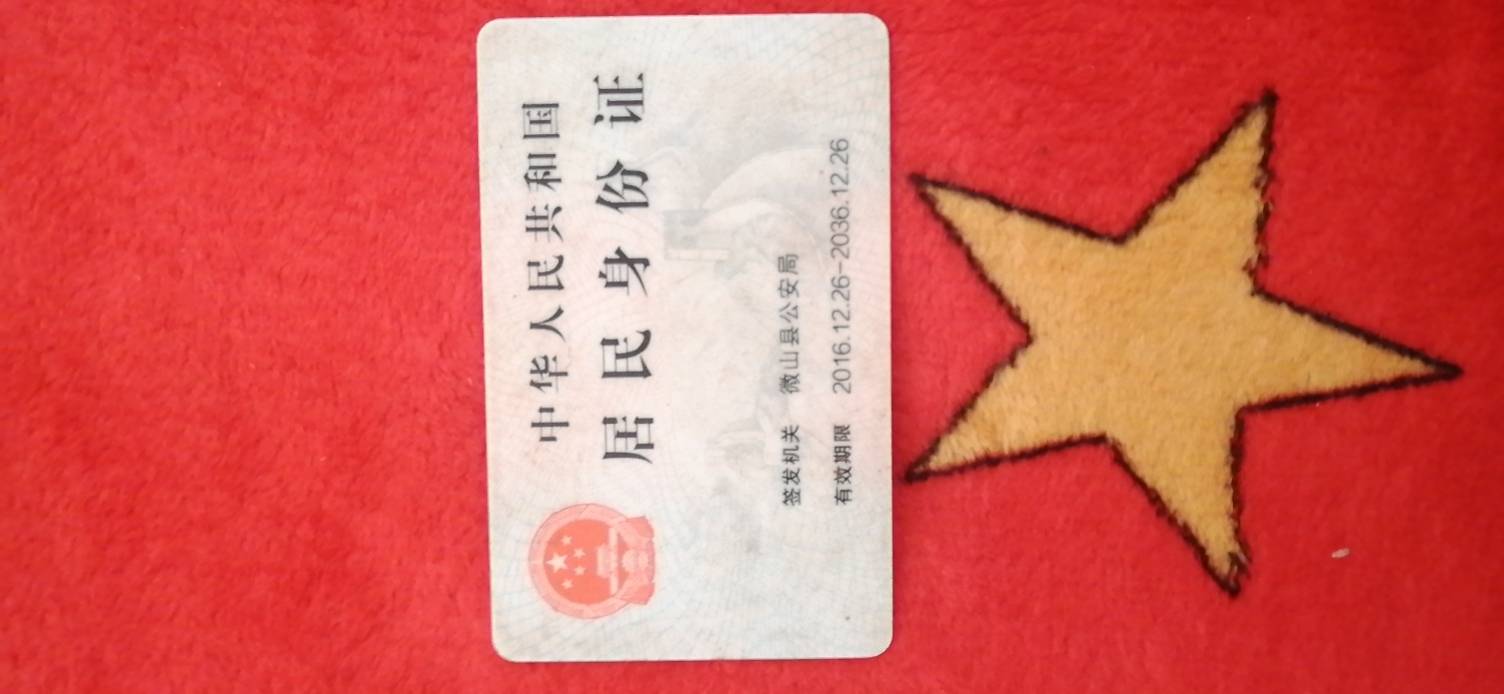 中华人民共和国
居民身份证
签发机关 微山县公安局
有效期限 2016.12.26-2036.12.26